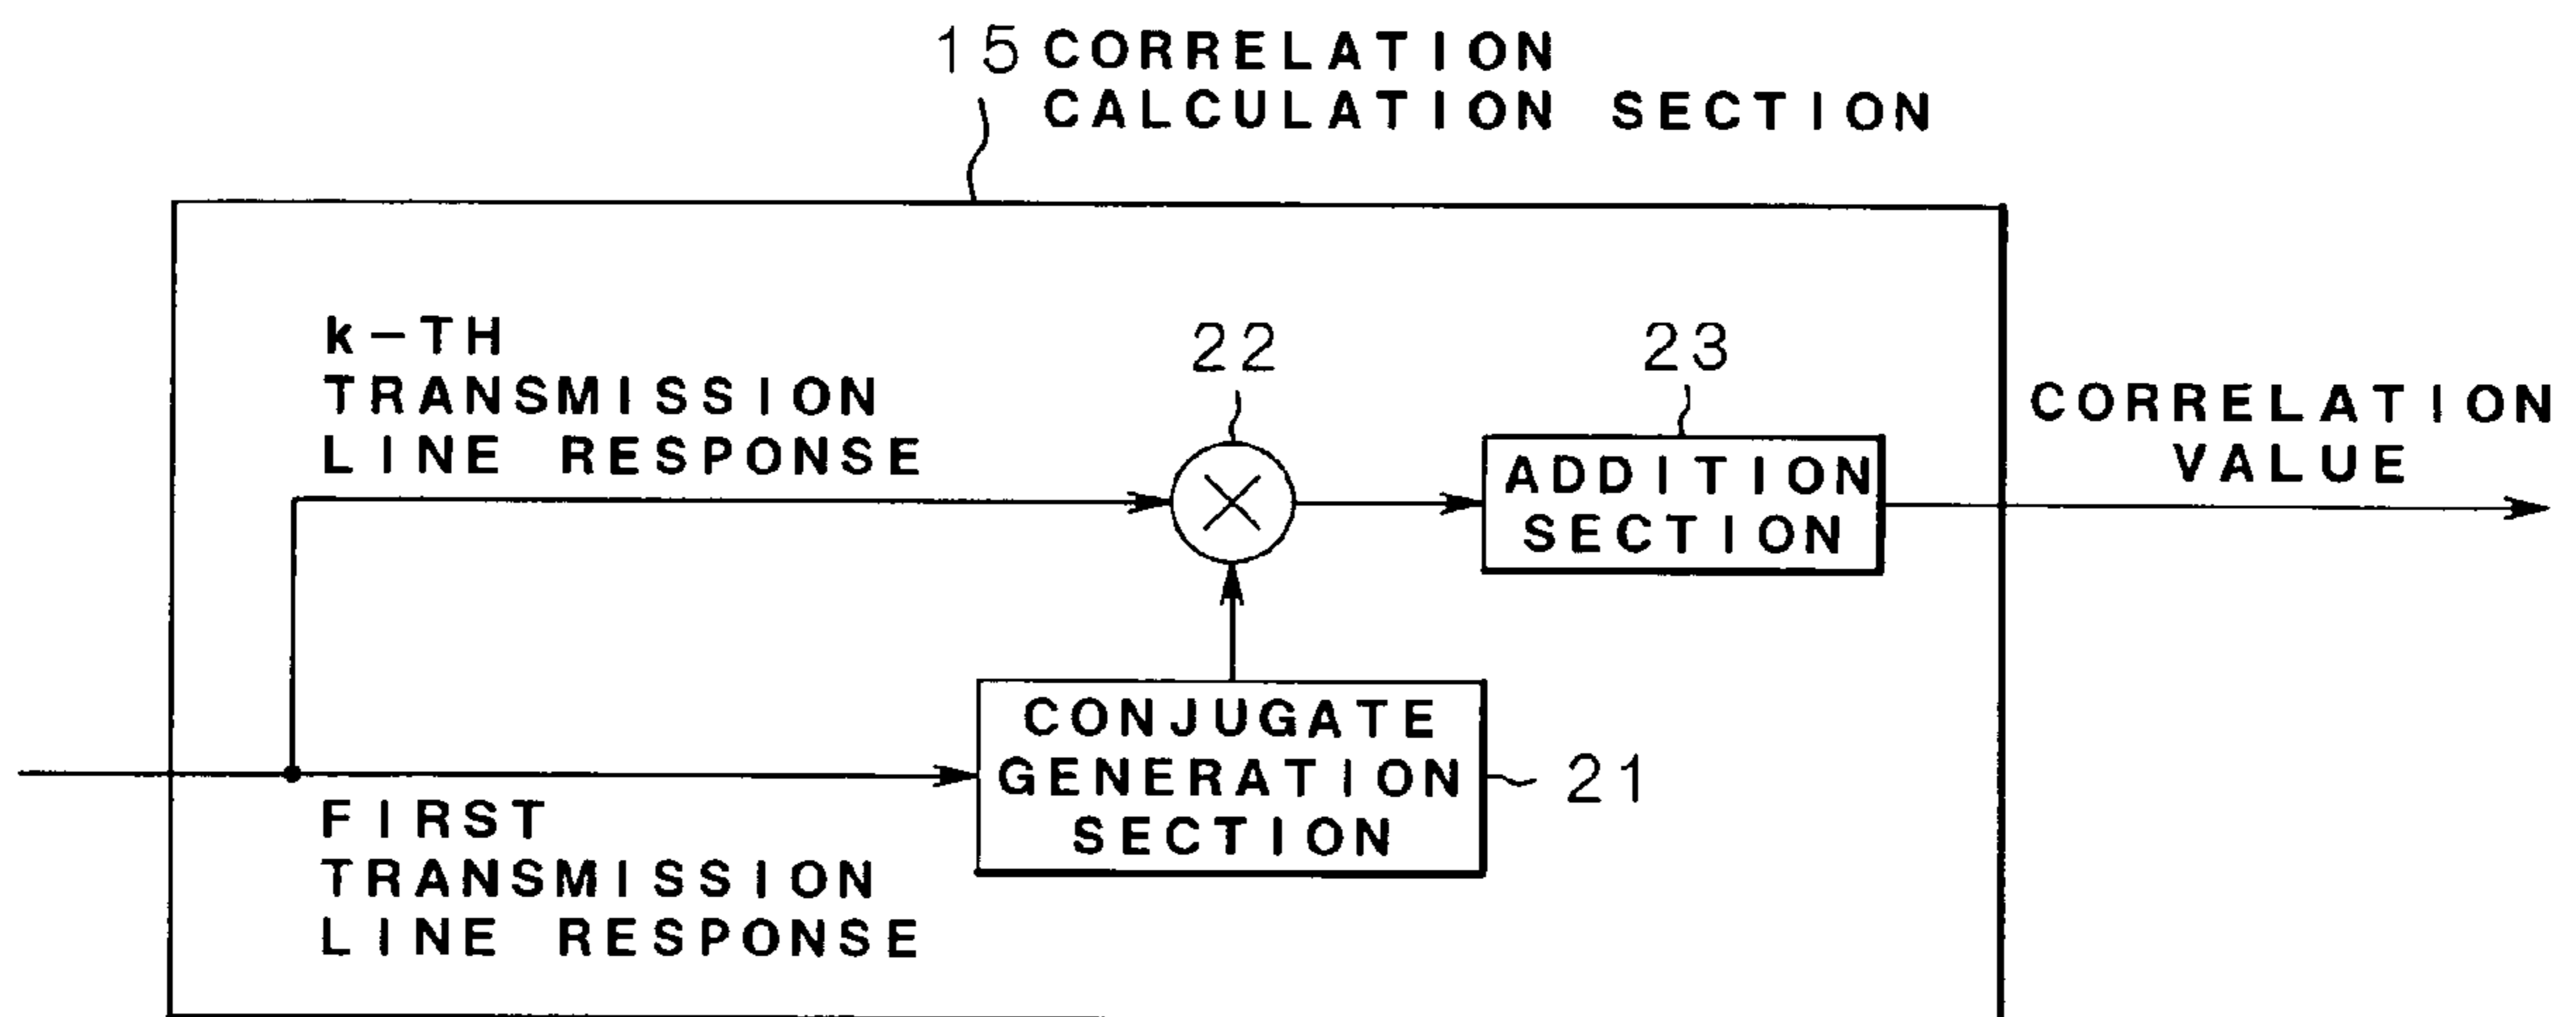 15 CORRELATION
CALCULATION SECTION
k-TH
TRANSMISSION
LINE RESPONSE
22
23
ADDITION
SECTION
CORRELATION
VALUE
CONJUGATE
GENERATION
SECTION
21
FIRST
TRANSMISSION
LINE RESPONSE